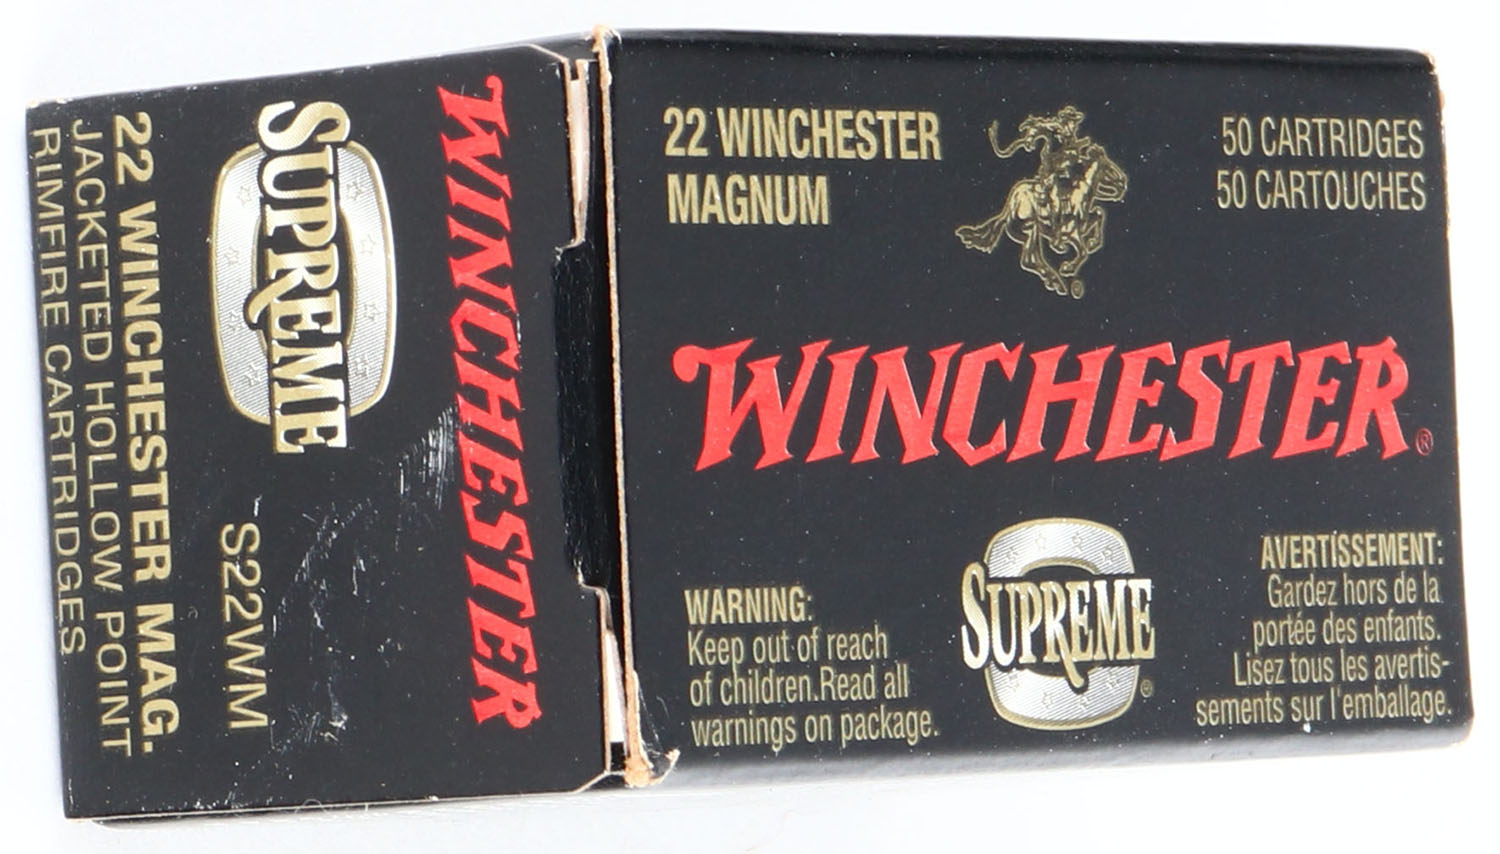 WINCHESTER
SUPREME
S22WM
22 WINCHESTER MAG.
JACKETED HOLLOW POINT
RIMFIRE CARTRIDGES
22 WINCHESTER
MAGNUM
50 CARTRIDGES
50 CARTOUCHES
®
WINCHESTER®
WARNING:
Keep out of reach
of children. Read all
warnings on package.
SUPREME®
AVERTISSEMENT:
Gardez hors de la
portée des enfants.
Lisez tous les avertis-
sements sur l'emballage.